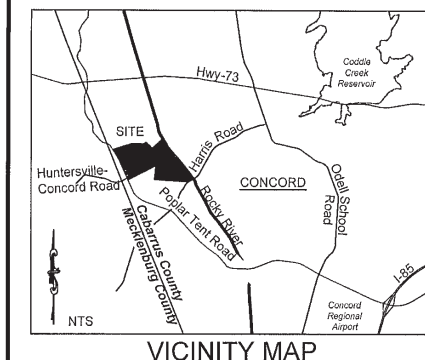 Coddle
Creek
Reservoir
Hwy-73
SITE
Harris Road
Huntersville-
Concord Road
CONCORD
Odell School
Road
Rocky River
Poplar Tent Road
Cabarrus County
Mecklenburg County
I-85
Concord
Regional
Airport
NTS
VICINITY MAP